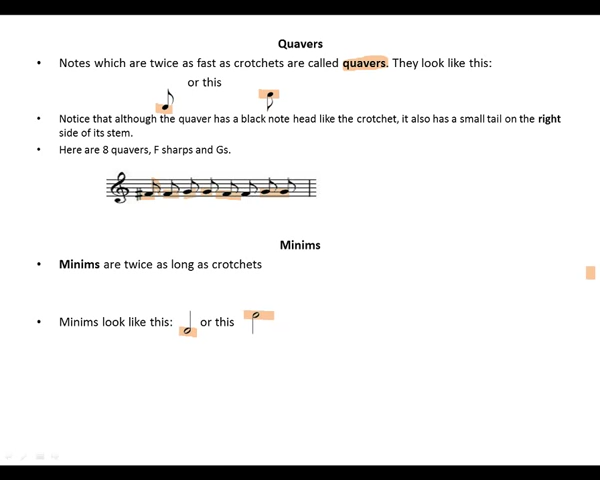 Quavers
• Notes which are twice as fast as crotchets are called quavers. They look like this:
or this
• Notice that although the quaver has a black note head like the crotchet, it also has a small tail on the right
side of its stem.
• Here are 8 quavers, F sharps and Gs.
Minims
• Minims are twice as long as crotchets
• Minims look like this: or this